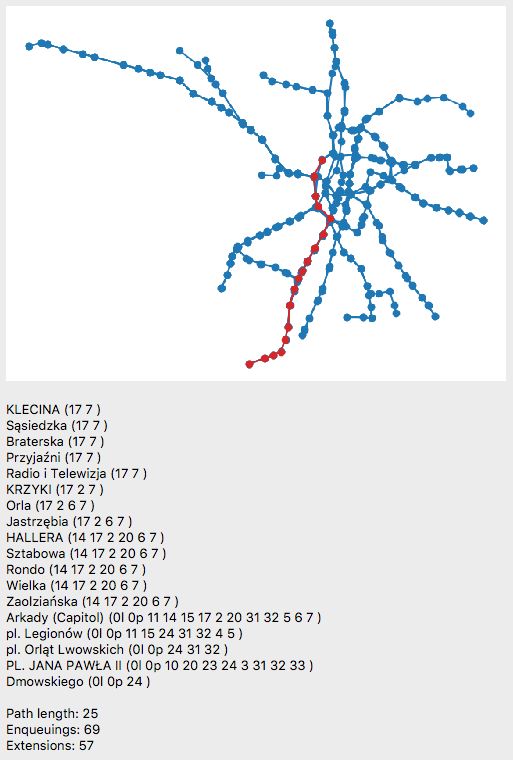 KLECINA (17 7 )
Sąsiedzka (17 7 )
Braterska (17 7 )
Przyjaźni (17 7 )
Radio i Telewizja (17 7 )
KRZYKI (17 2 7 )
Orla (17 2 6 7 )
Jastrzębia (17 2 6 7 )
HALLERA (14 17 2 20 6 7 )
Sztabowa (14 17 2 20 6 7 )
Rondo (14 17 2 20 6 7 )
Wielka (14 17 2 20 6 7 )
Zaolziańska (14 17 2 20 6 7 )
Arkady (Capitol) (0l 0p 11 14 15 17 2 20 31 32 5 6 7 )
pl. Legionów (0l 0p 11 15 24 31 32 4 5 )
pl. Orląt Lwowskich (0l 0p 24 31 32 )
PL. JANA PAWŁA II (0l 0p 10 20 23 24 3 31 32 33 )
Dmowskiego (0l 0p 24 )
Path length: 25
Enqueuings: 69
Extensions: 57